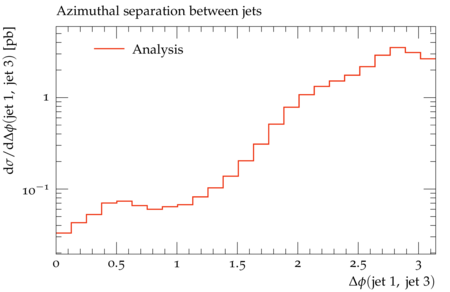 Azimuthal separation between jets
dσ/dΔϕ(jet 1, jet 3) [pb]
Analysis
1
10⁻¹
0 0.5 1 1.5 2 2.5 3
Δϕ(jet 1, jet 3)